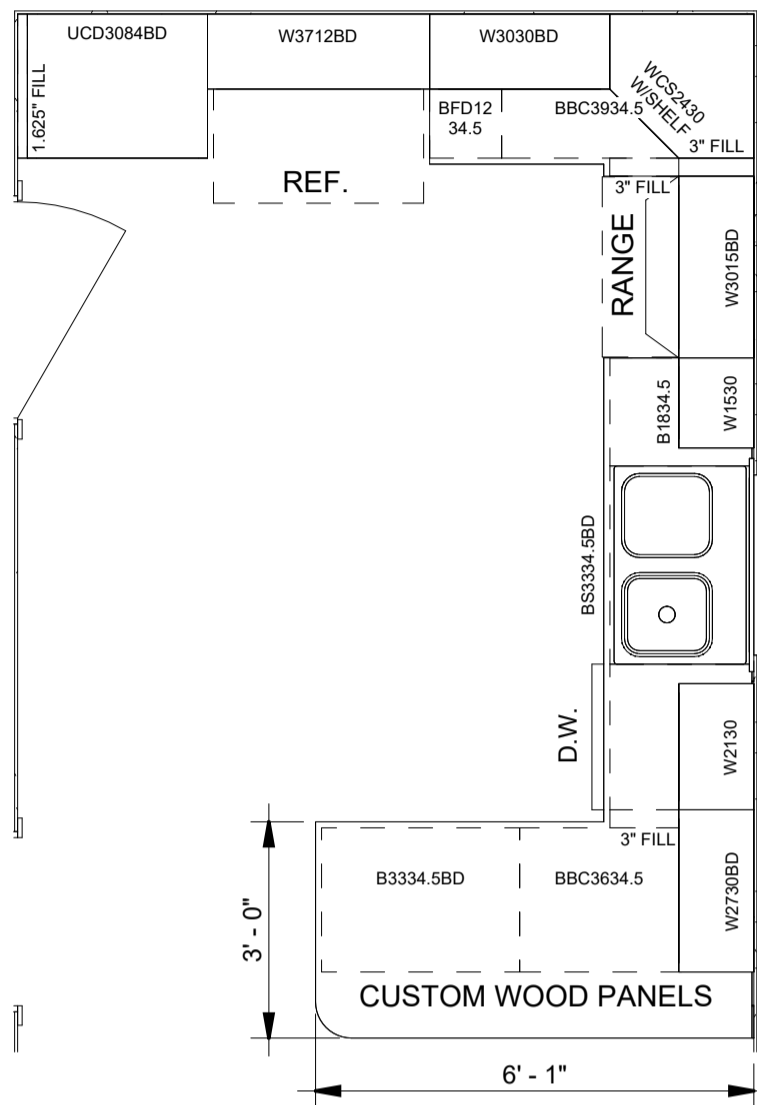 UCD3084BD
W3712BD
W3030BD
1.625" FILL
BFD12
34.5
BBC3934.5
WCS2430
W/SHELF
3" FILL
REF.
3" FILL
RANGE
W3015BD
B1834.5
W1530
BS3334.5BD
D.W.
W2130
3" FILL
B3334.5BD
BBC3634.5
W2730BD
3' - 0"
CUSTOM WOOD PANELS
6' - 1"